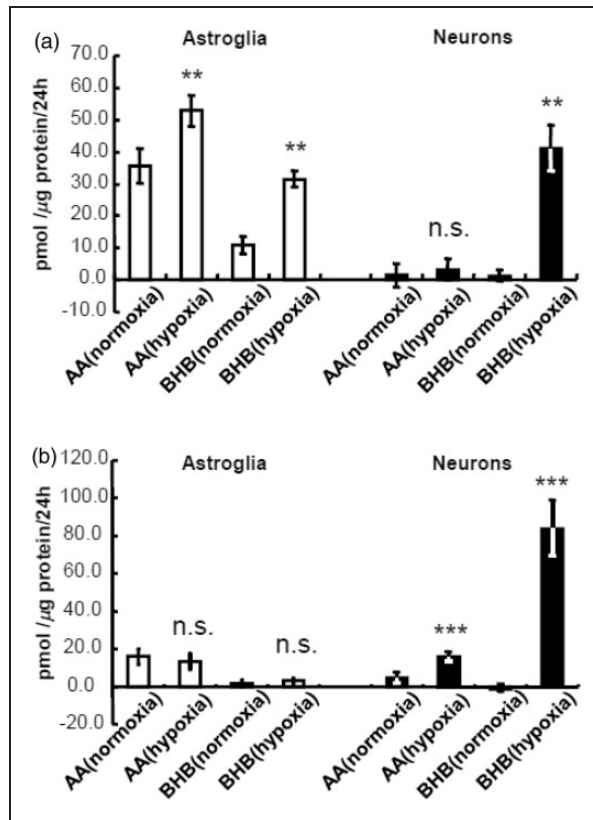 (a)
Astroglia Neurons
pmol /µg protein/24h
70.0
60.0
50.0
40.0
30.0
20.0
10.0
0.0
-10.0
** ** n.s. **
AA(normoxia) AA(hypoxia) BHB(normoxia) BHB(hypoxia) AA(normoxia) AA(hypoxia) BHB(normoxia) BHB(hypoxia)
(b)
Astroglia Neurons
pmol /µg protein/24h
120.0
100.0
80.0
60.0
40.0
20.0
0.0
-20.0
n.s. n.s. *** ***
AA(normoxia) AA(hypoxia) BHB(normoxia) BHB(hypoxia) AA(normoxia) AA(hypoxia) BHB(normoxia) BHB(hypoxia)